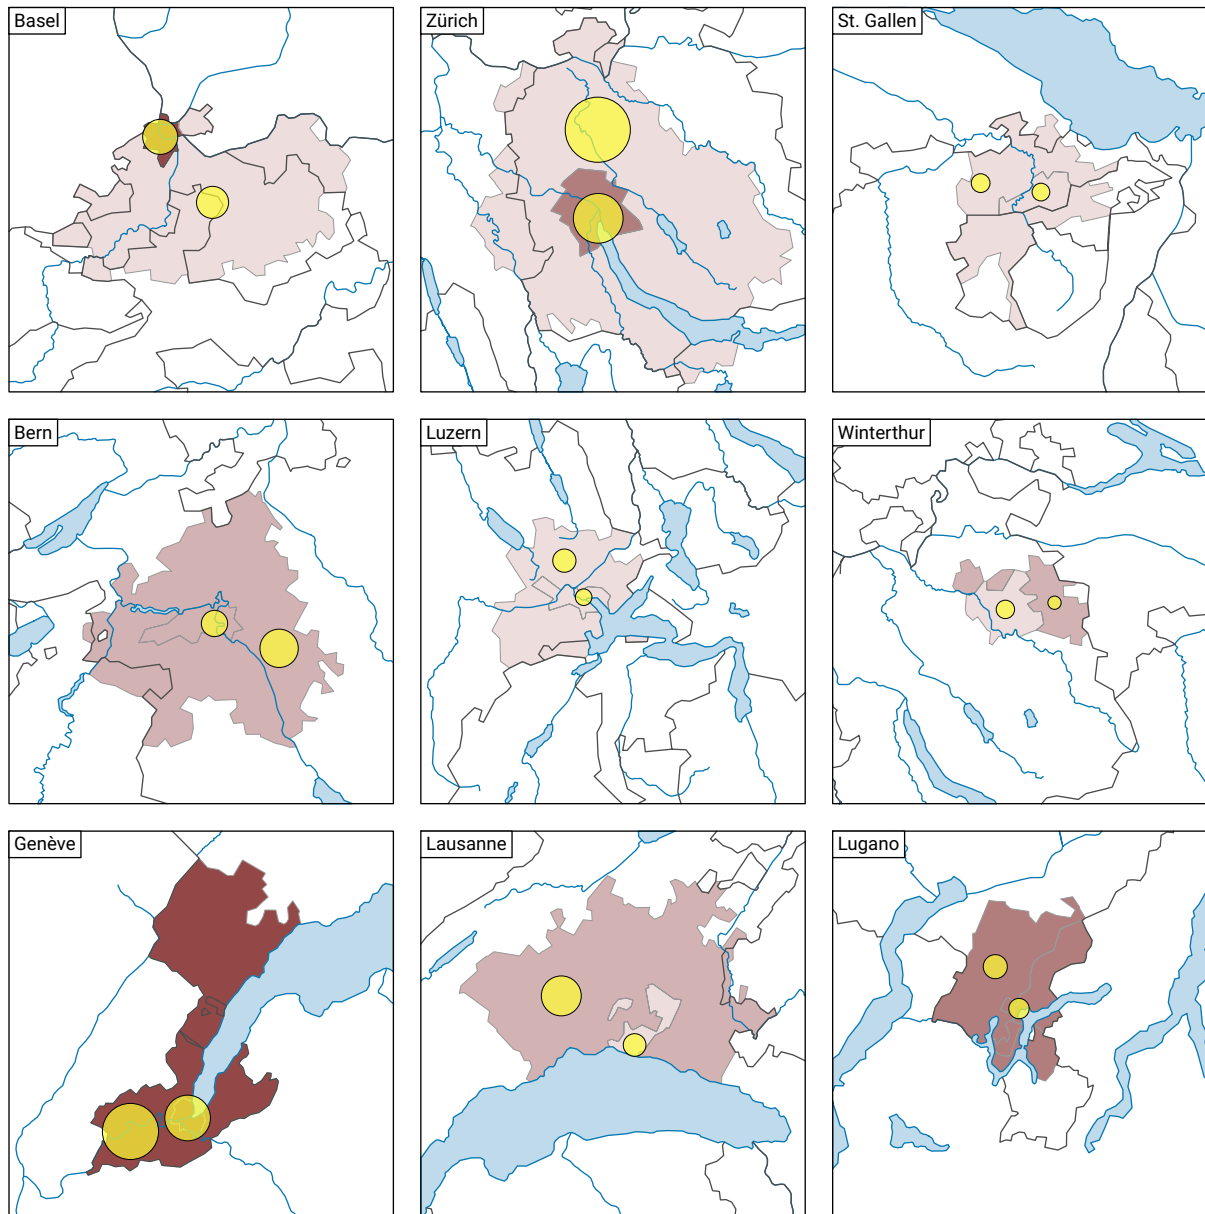 Basel
Zürich
St. Gallen
Bern
Luzern
Winterthur
Genève
Lausanne
Lugano